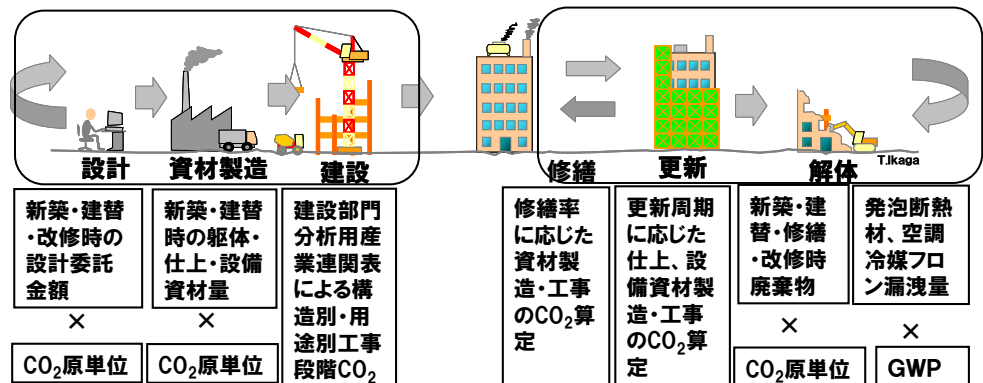 設計
資材製造
建設
修繕
更新
解体
T.Ikaga
新築・建替
・改修時の
設計委託
金額
×
CO₂原単位
新築・建替
時の躯体・
仕上・設備
資材量
×
CO₂原単位
建設部門
分析用産
業連関表
による構
造別・用
途別工事
段階CO₂
修繕率
に応じた
資材製
造・工事
のCO₂算
定
更新周期
に応じた
仕上、設
備資材製
造・工事
のCO₂算
定
新築・建
替・修繕
・改修時
廃棄物
×
CO₂原単位
発泡断熱
材、空調
冷媒フロ
ン漏洩量
×
GWP